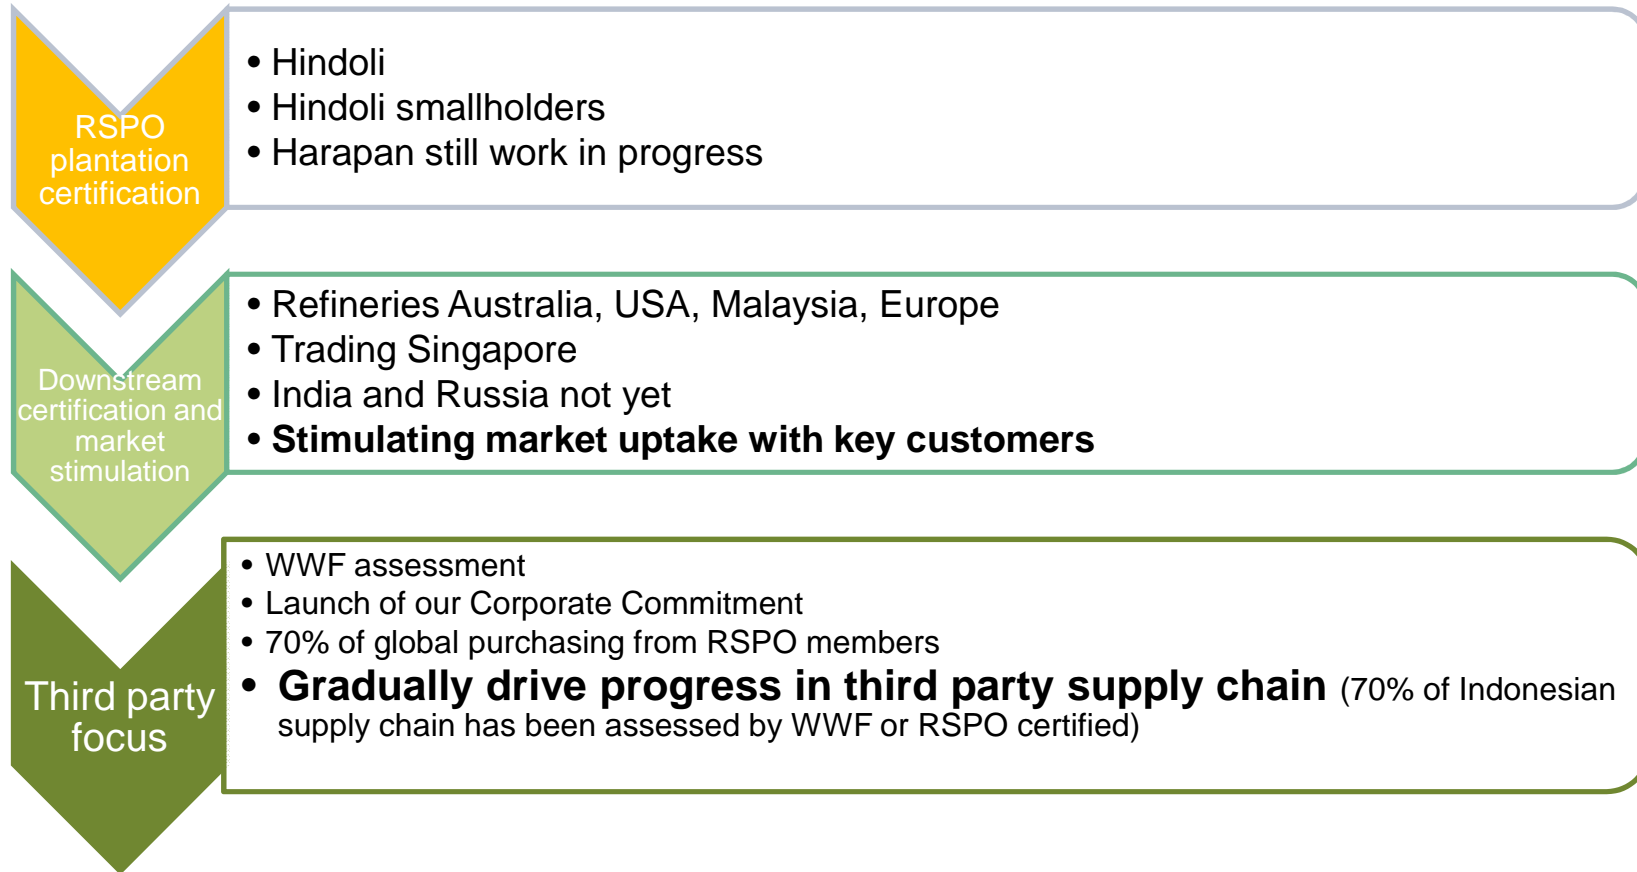 RSPO
plantation
certification
• Hindoli
• Hindoli smallholders
• Harapan still work in progress
Downstream
certification and
market
stimulation
• Refineries Australia, USA, Malaysia, Europe
• Trading Singapore
• India and Russia not yet
• Stimulating market uptake with key customers
Third party
focus
• WWF assessment
• Launch of our Corporate Commitment
• 70% of global purchasing from RSPO members
• Gradually drive progress in third party supply chain (70% of Indonesian
supply chain has been assessed by WWF or RSPO certified)